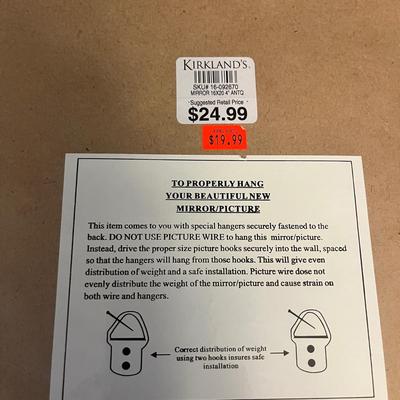 KIRKLAND'S.
SKU# 16-092670
MIRROR 16X20 4" ANTQ
Suggested Retail Price
$24.99
$19.99
TO PROPERLY HANG
YOUR BEAUTIFUL NEW
MIRROR/PICTURE
This item comes to you with special hangers securely fastened to the
back. DO NOT USE PICTURE WIRE to hang this mirror/picture.
Instead, drive the proper size picture hooks securely into the wall, spaced
so that the hangers will hang from those hooks. This will give even
distribution of weight and a safe installation. Picture wire dose not
evenly distribute the weight of the mirror/picture and cause strain on
both wire and hangers.
Correct distribution of weight
using two hooks insures safe
installation